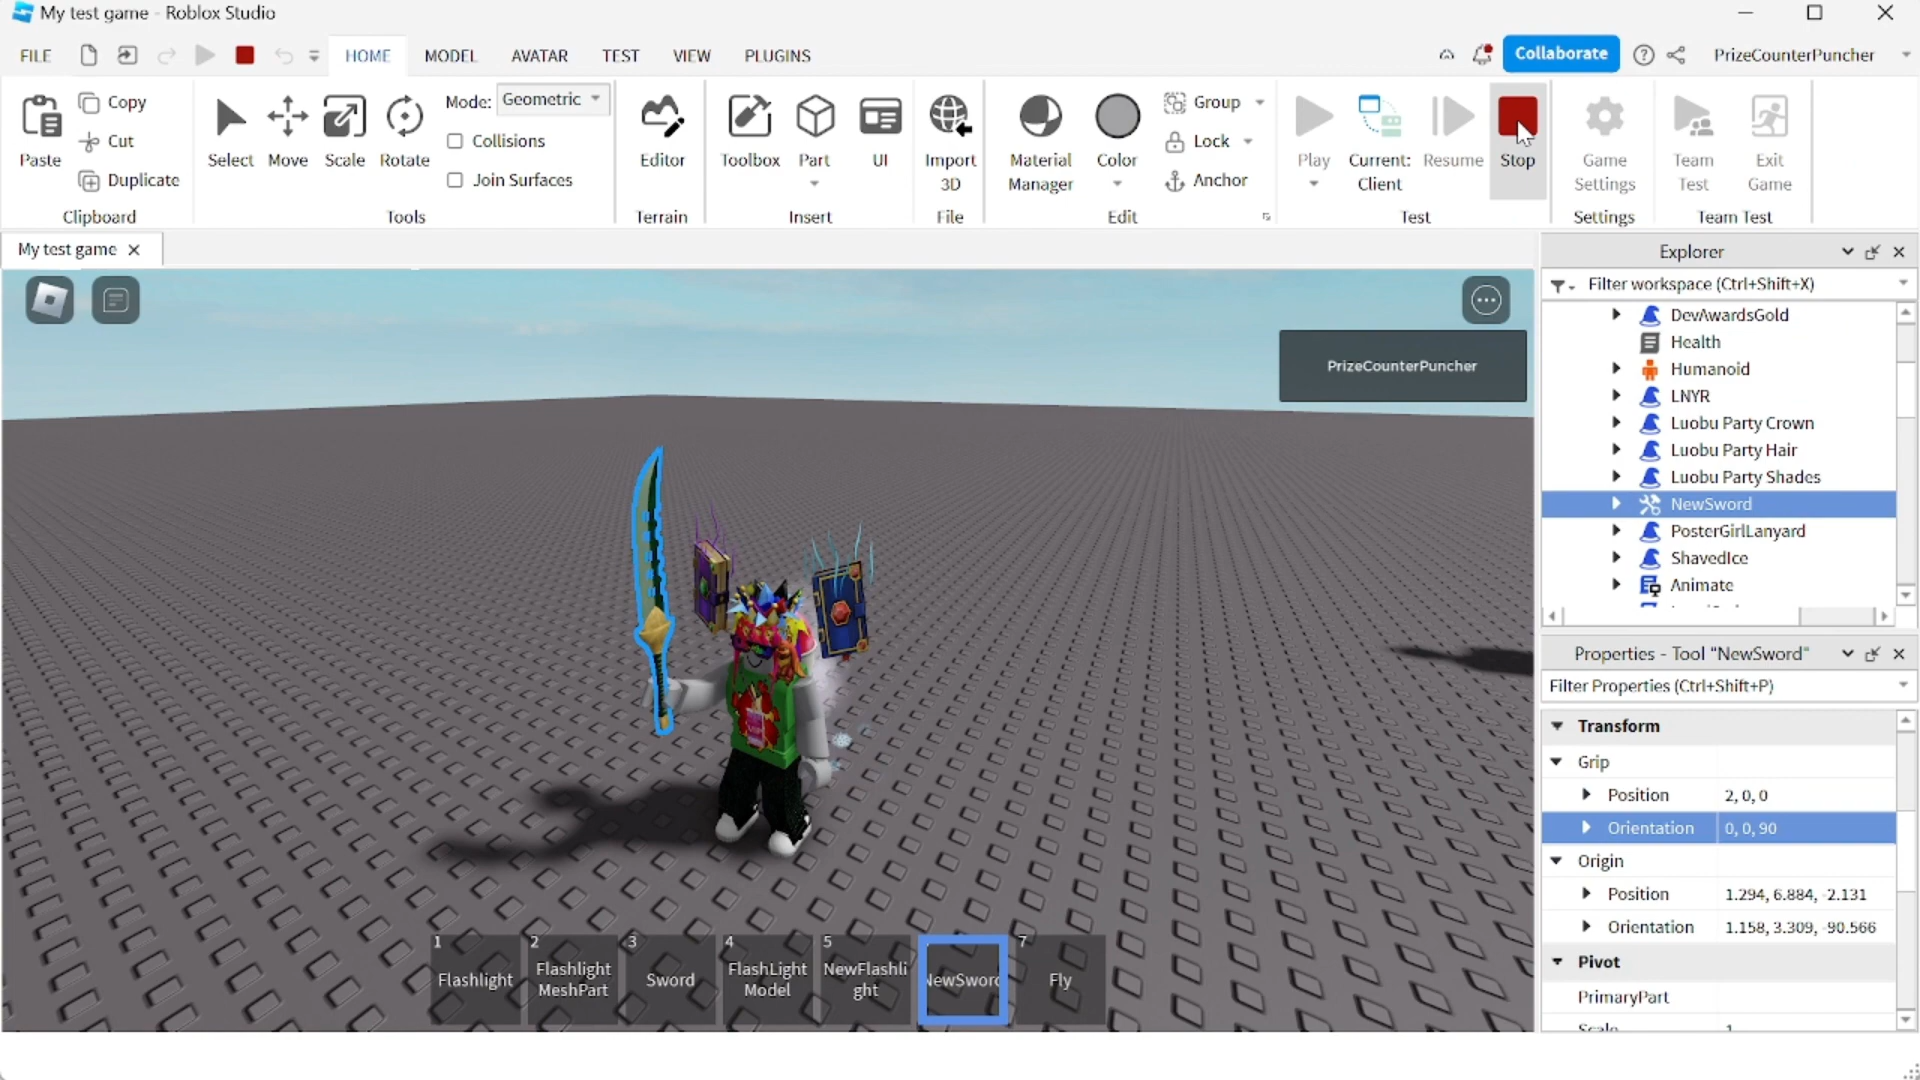 My test game - Roblox Studio
FILE HOME MODEL AVATAR TEST VIEW PLUGINS Collaborate PrizeCounterPuncher
Paste
Copy
Cut
Duplicate
Clipboard
Select Move Scale Rotate
Mode: Geometric
Collisions
Join Surfaces
Tools
Editor
Terrain
Toolbox Part UI
Insert
Import
3D
File
Material
Manager
Color
Group
Lock
Anchor
Edit
Play
Current:
Client
Resume
Stop
Test
Game
Settings
Settings
Team
Test
Exit
Game
Team Test
My test game
PrizeCounterPuncher
1
Flashlight
2
Flashlight
MeshPart
3
Sword
4
FlashLight
Model
5
NewFlashli
ght
NewSword
7
Fly
Explorer
Filter workspace (Ctrl+Shift+X)
DevAwardsGold
Health
Humanoid
LNYR
Luobu Party Crown
Luobu Party Hair
Luobu Party Shades
NewSword
PosterGirlLanyard
ShavedIce
Animate
Properties - Tool "NewSword"
Filter Properties (Ctrl+Shift+P)
Transform
Grip
Position 2, 0, 0
Orientation 0, 0, 90
Origin
Position 1.294, 6.884, -2.131
Orientation 1.158, 3.309, -90.566
Pivot
PrimaryPart
Scale 1